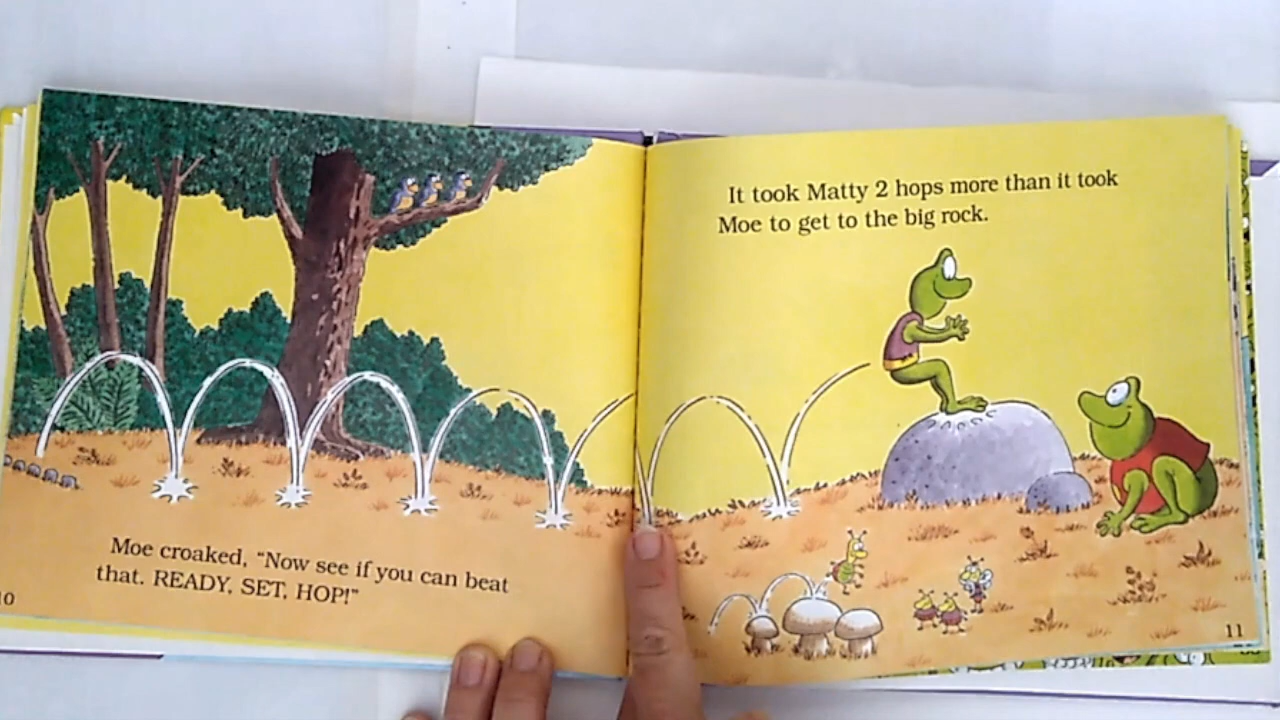 Moe croaked, “Now see if you can beat
that. READY, SET, HOP!”
10
It took Matty 2 hops more than it took
Moe to get to the big rock.
11